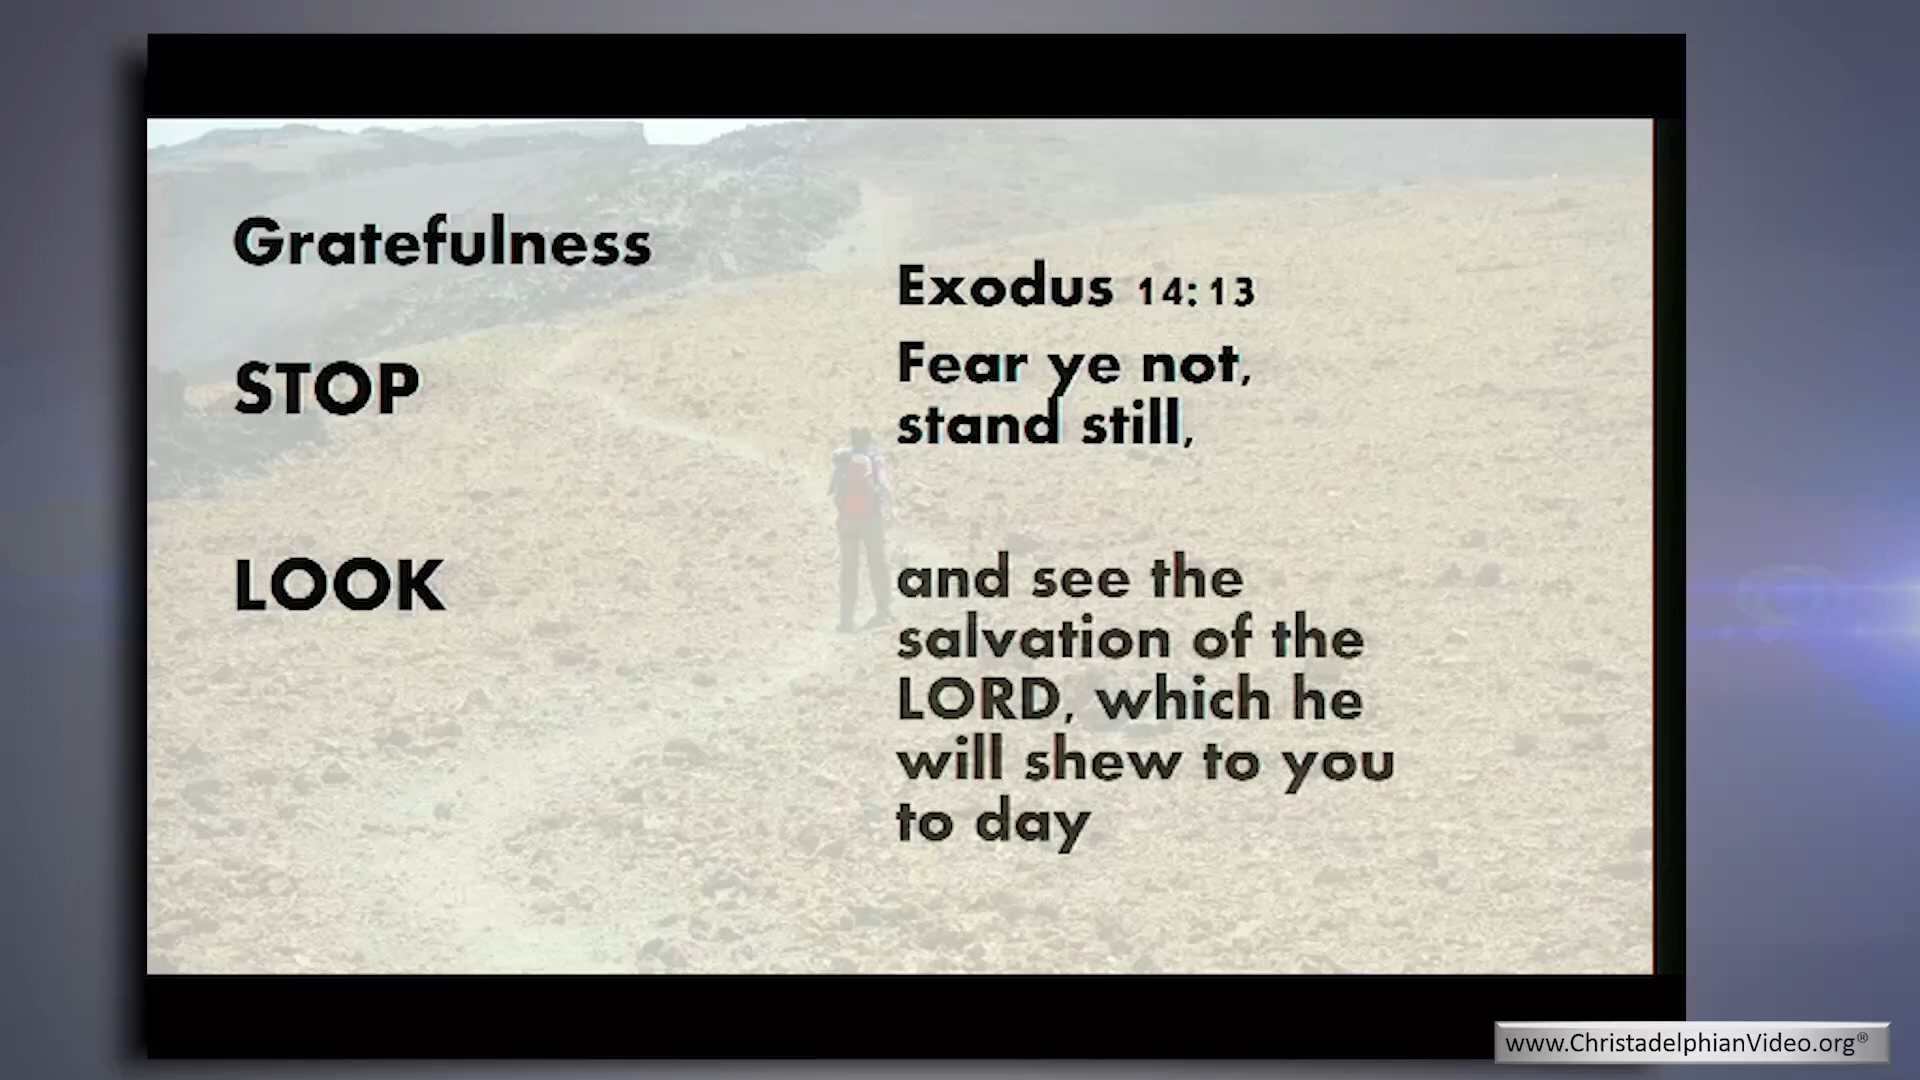 Gratefulness
STOP
LOOK
Exodus 14:13
Fear ye not,
stand still,
and see the
salvation of the
LORD, which he
will shew to you
to day
www.ChristadelphianVideo.org®